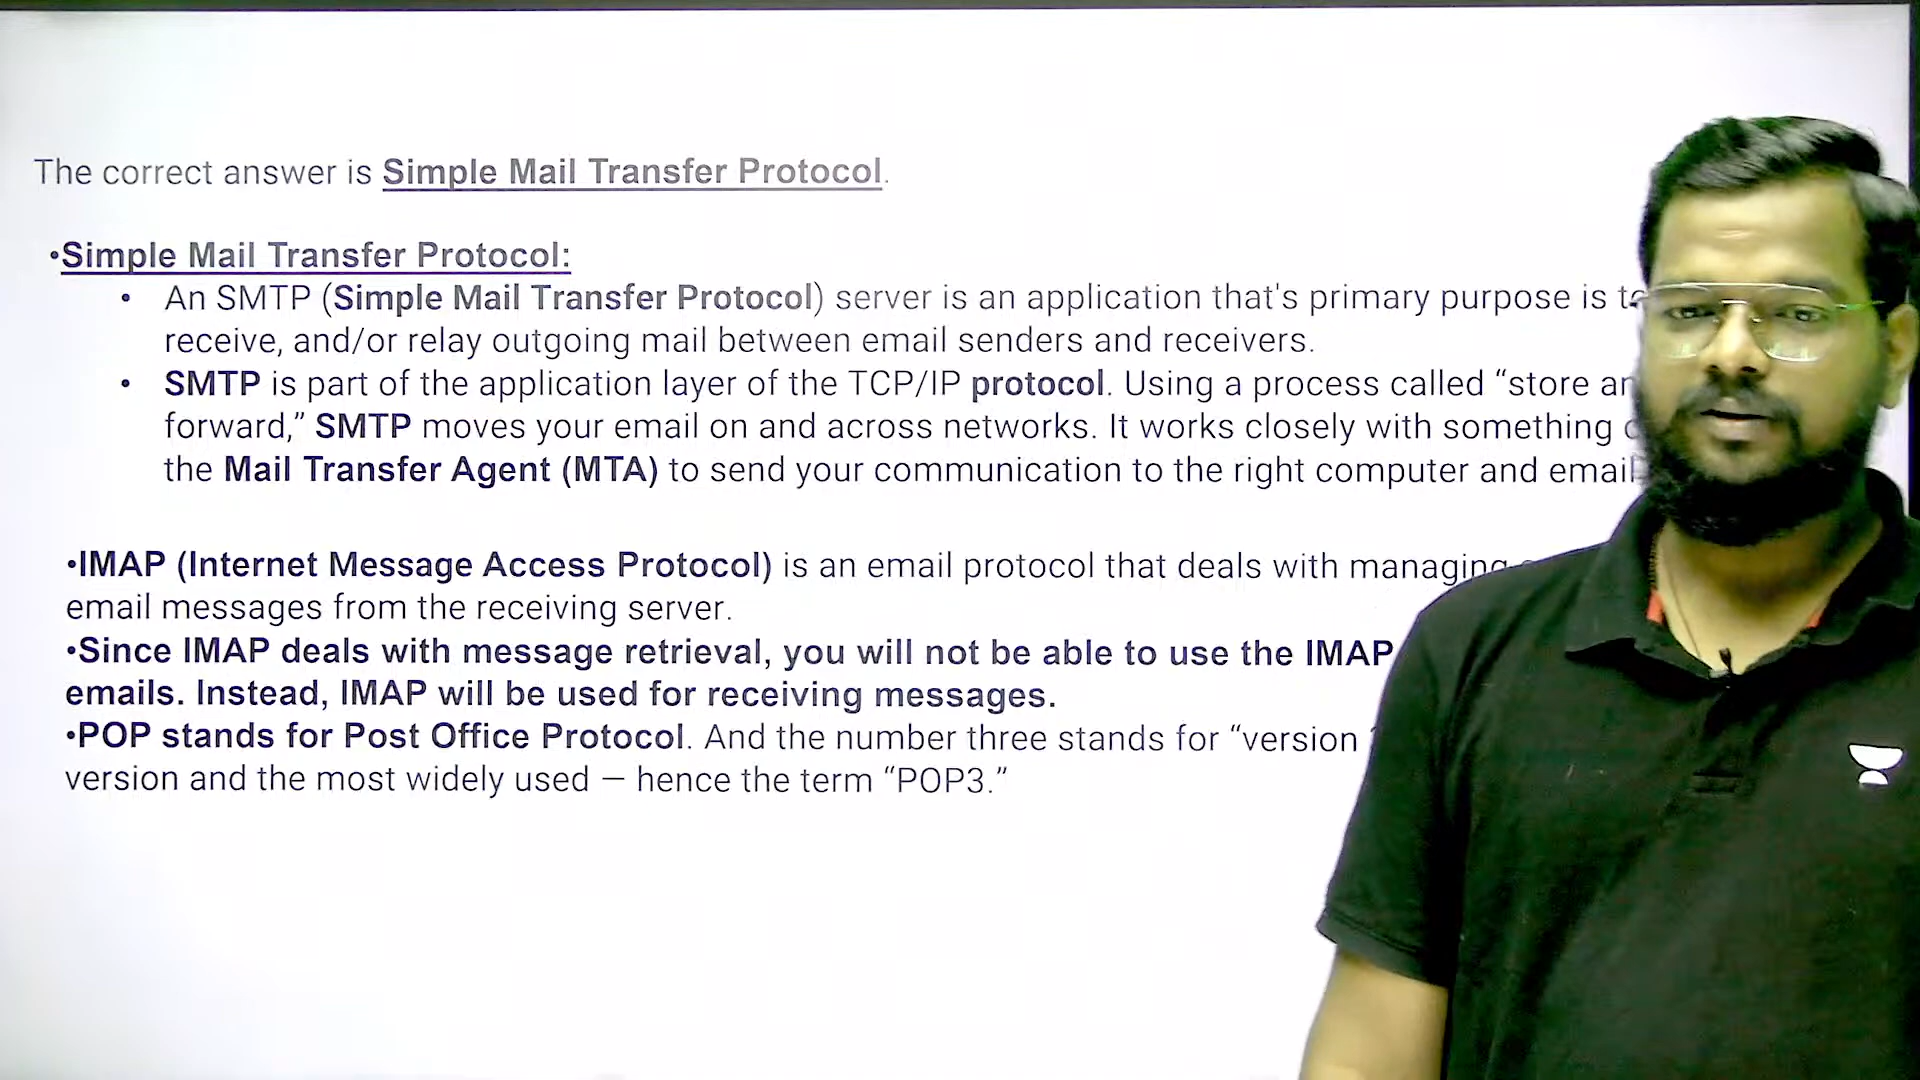 The correct answer is Simple Mail Transfer Protocol.
•Simple Mail Transfer Protocol:
• An SMTP (Simple Mail Transfer Protocol) server is an application that's primary purpose is
receive, and/or relay outgoing mail between email senders and receivers.
• SMTP is part of the application layer of the TCP/IP protocol. Using a process called “store
forward,” SMTP moves your email on and across networks. It works closely with something
the Mail Transfer Agent (MTA) to send your communication to the right computer and email
•IMAP (Internet Message Access Protocol) is an email protocol that deals with managing
email messages from the receiving server.
•Since IMAP deals with message retrieval, you will not be able to use the IMAP
emails. Instead, IMAP will be used for receiving messages.
•POP stands for Post Office Protocol. And the number three stands for “version
version and the most widely used — hence the term “POP3.”